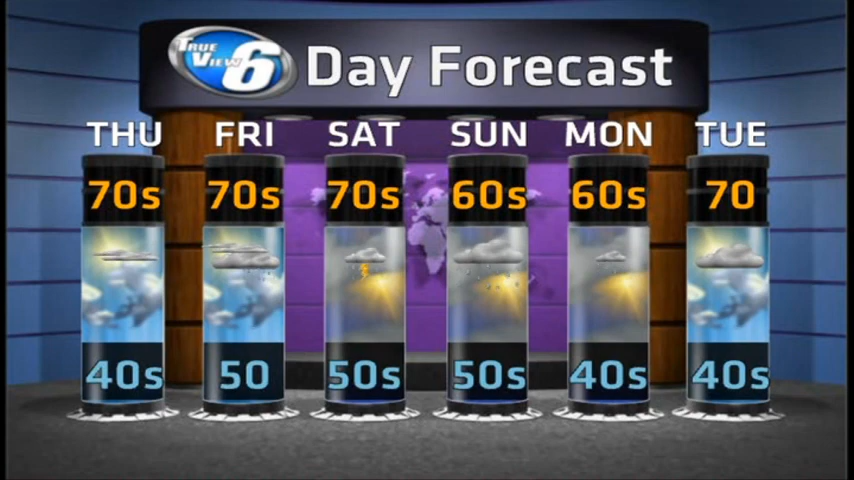 TRUE VIEW 6 Day Forecast
THU FRI SAT SUN MON TUE
70s 70s 70s 60s 60s 70
40s 50 50s 50s 40s 40s